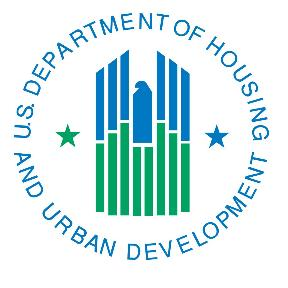 U.S. DEPARTMENT OF HOUSING
AND URBAN DEVELOPMENT